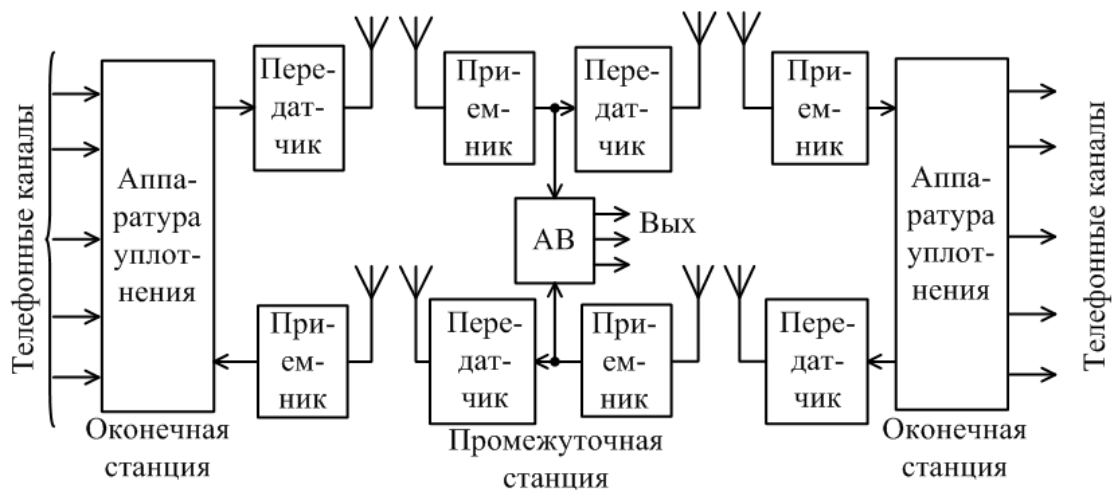 Телефонные каналы
Аппа-
ратура
уплот-
нения
Оконечная
станция
Пере-
дат-
чик
При-
ем-
ник
Пере-
дат-
чик
При-
ем-
ник
АВ
Вых
При-
ем-
ник
Пере-
дат-
чик
При-
ем-
ник
Пере-
дат-
чик
Промежуточная
станция
Аппа-
ратура
уплот-
нения
Оконечная
станция
Телефонные каналы